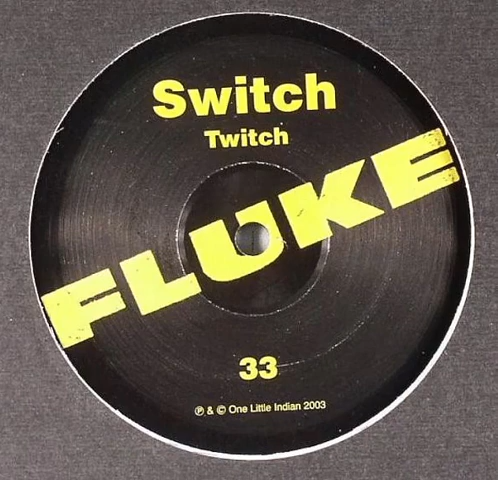 Switch
Twitch
FLUKE
33
℗ & © One Little Indian 2003